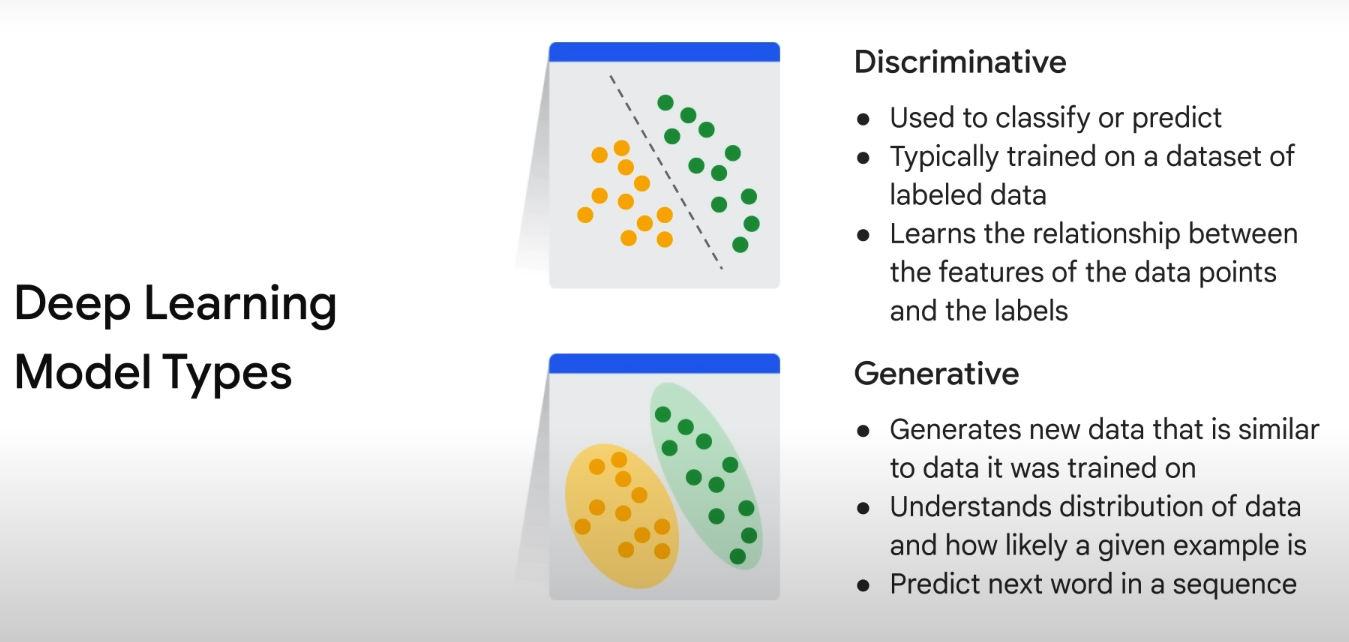 Deep Learning
Model Types
Discriminative
● Used to classify or predict
● Typically trained on a dataset of
labeled data
● Learns the relationship between
the features of the data points
and the labels
Generative
● Generates new data that is similar
to data it was trained on
● Understands distribution of data
and how likely a given example is
● Predict next word in a sequence